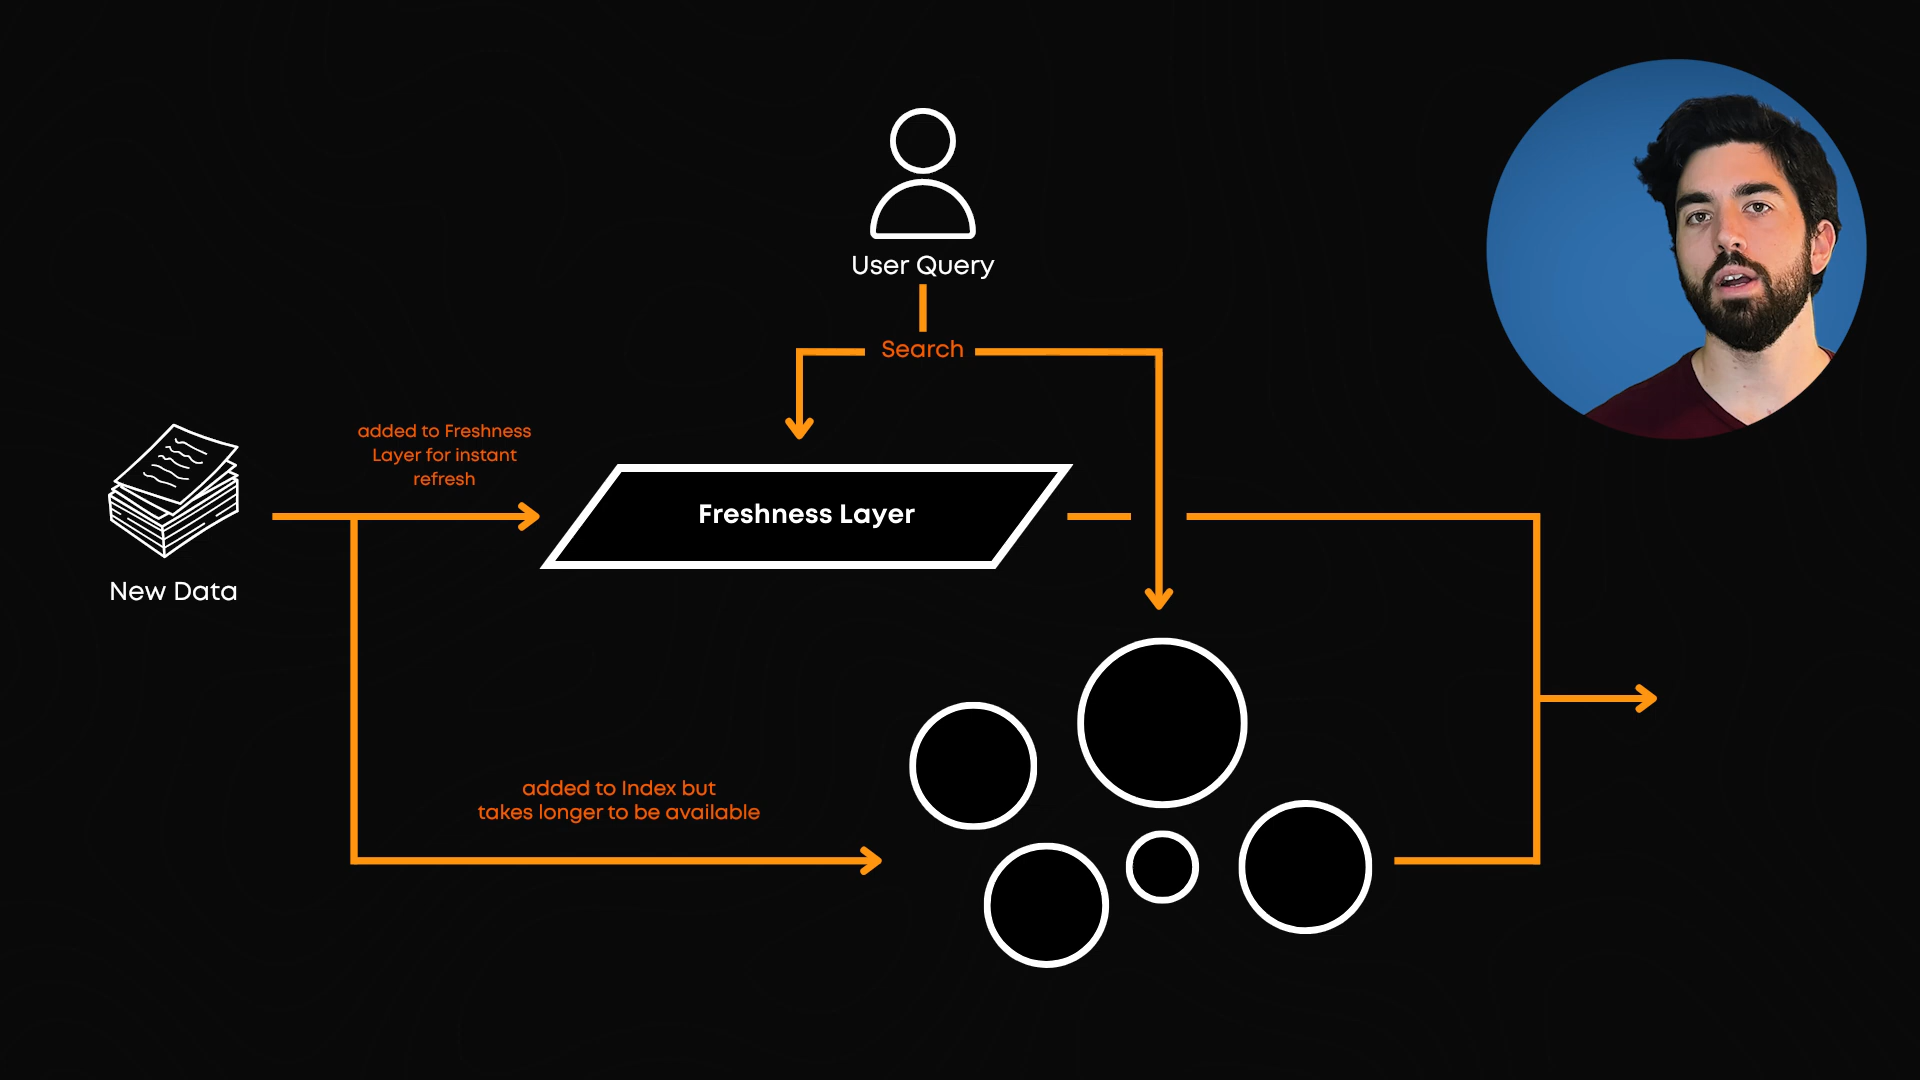 User Query
Search
added to Freshness
Layer for instant
refresh
Freshness Layer
New Data
added to Index but
takes longer to be available